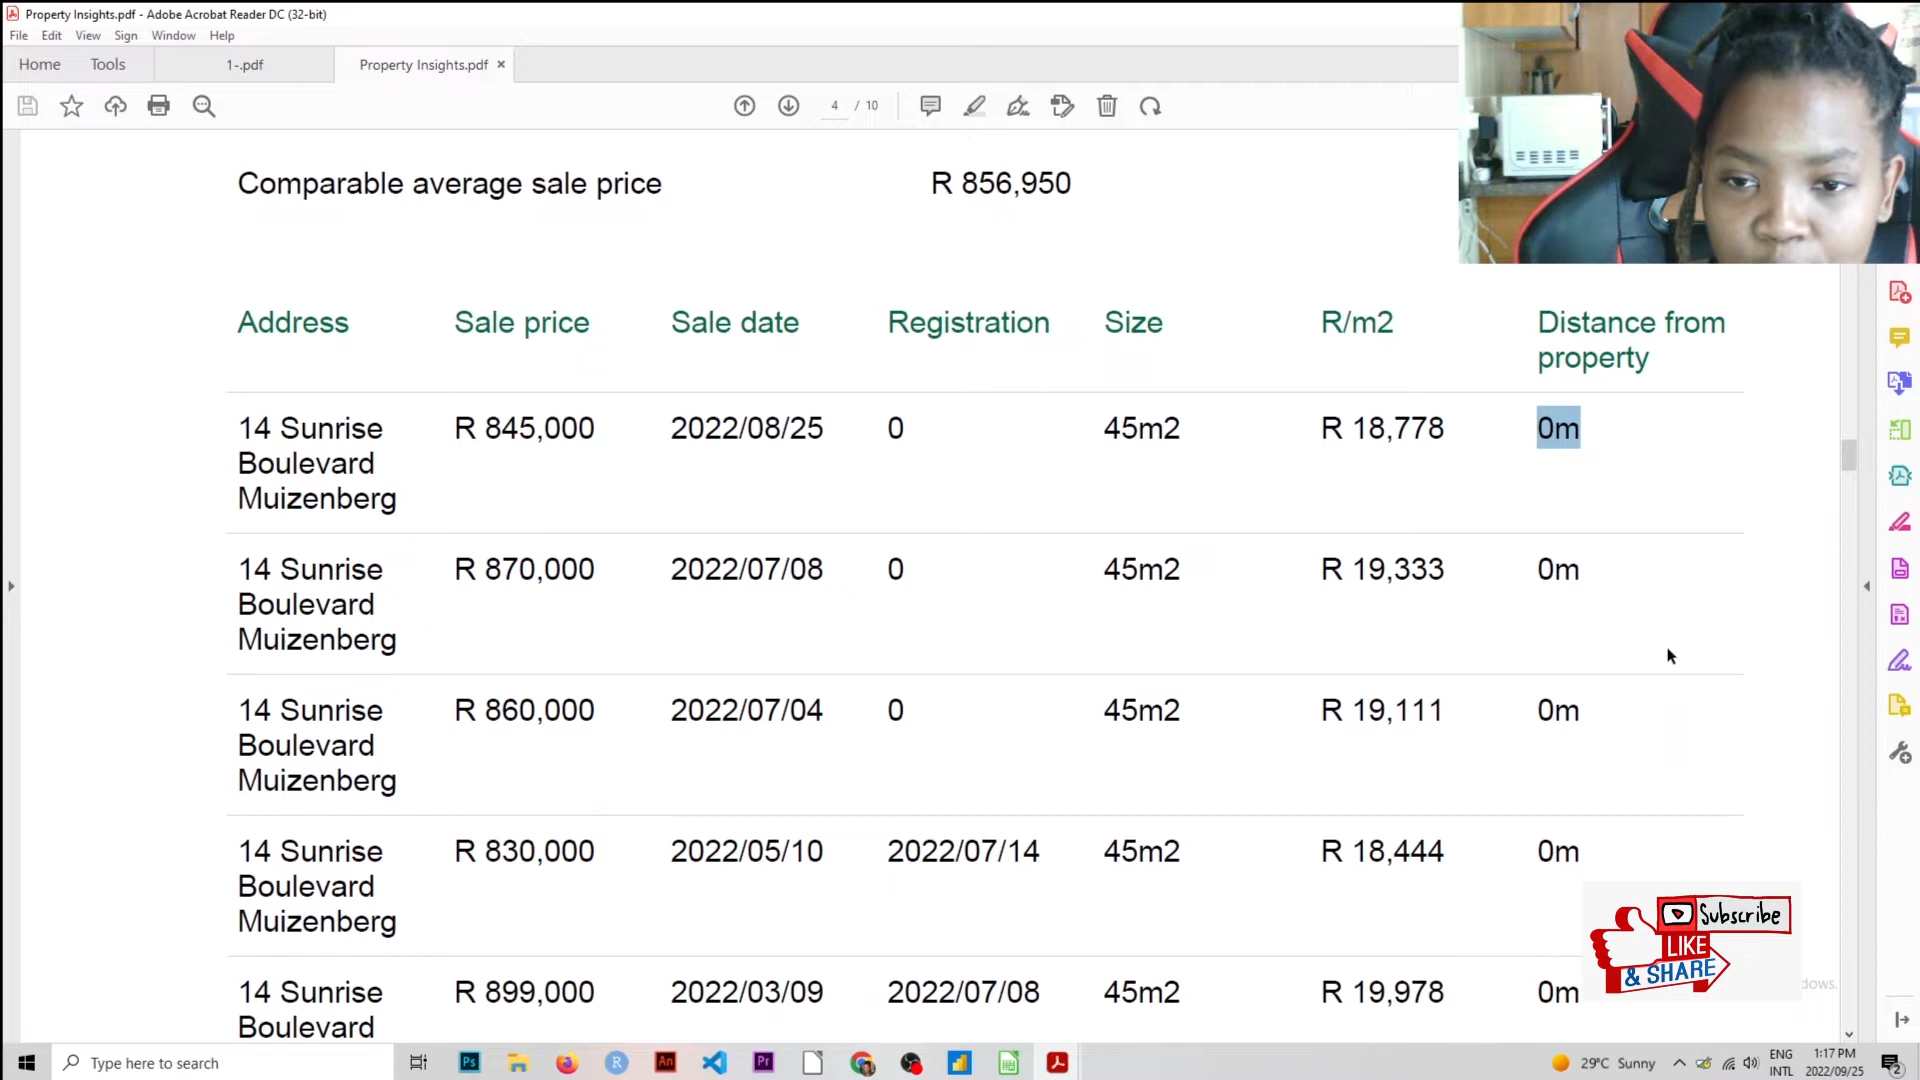 Property Insights.pdf - Adobe Acrobat Reader DC (32-bit)
File Edit View Sign Window Help
Home Tools 1-.pdf Property Insights.pdf ×
4 / 10
Comparable average sale price R 856,950
Address Sale price Sale date Registration Size R/m2 Distance from
property
14 Sunrise R 845,000 2022/08/25 0 45m2 R 18,778 0m
Boulevard
Muizenberg
14 Sunrise R 870,000 2022/07/08 0 45m2 R 19,333 0m
Boulevard
Muizenberg
14 Sunrise R 860,000 2022/07/04 0 45m2 R 19,111 0m
Boulevard
Muizenberg
14 Sunrise R 830,000 2022/05/10 2022/07/14 45m2 R 18,444 0m
Boulevard
Muizenberg
14 Sunrise R 899,000 2022/03/09 2022/07/08 45m2 R 19,978 0m
Boulevard
Subscribe
LIKE
& SHARE
dows.
Type here to search
Ps R An Pr
29°C Sunny
ENG
INTL
1:17 PM
2022/09/25
2